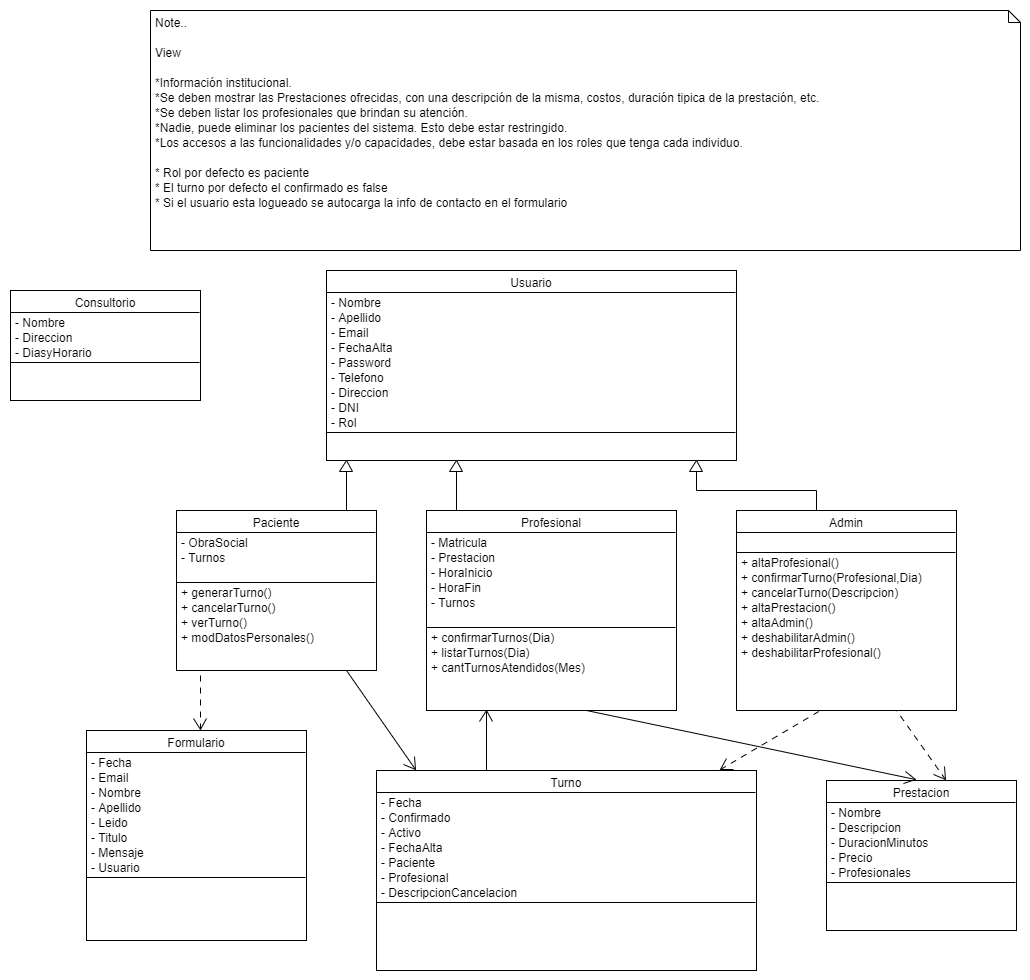 Note..
View
*Información institucional.
*Se deben mostrar las Prestaciones ofrecidas, con una descripción de la misma, costos, duración tipica de la prestación, etc.
*Se deben listar los profesionales que brindan su atención.
*Nadie, puede eliminar los pacientes del sistema. Esto debe estar restringido.
*Los accesos a las funcionalidades y/o capacidades, debe estar basada en los roles que tenga cada individuo.
* Rol por defecto es paciente
* El turno por defecto el confirmado es false
* Si el usuario esta logueado se autocarga la info de contacto en el formulario
Consultorio
- Nombre
- Direccion
- DiasyHorario
Usuario
- Nombre
- Apellido
- Email
- FechaAlta
- Password
- Telefono
- Direccion
- DNI
- Rol
Paciente
- ObraSocial
- Turnos
+ generarTurno()
+ cancelarTurno()
+ verTurno()
+ modDatosPersonales()
Profesional
- Matricula
- Prestacion
- HoraInicio
- HoraFin
- Turnos
+ confirmarTurnos(Dia)
+ listarTurnos(Dia)
+ cantTurnosAtendidos(Mes)
Admin
+ altaProfesional()
+ confirmarTurno(Profesional,Dia)
+ cancelarTurno(Descripcion)
+ altaPrestacion()
+ altaAdmin()
+ deshabilitarAdmin()
+ deshabilitarProfesional()
Formulario
- Fecha
- Email
- Nombre
- Apellido
- Leido
- Titulo
- Mensaje
- Usuario
Turno
- Fecha
- Confirmado
- Activo
- FechaAlta
- Paciente
- Profesional
- DescripcionCancelacion
Prestacion
- Nombre
- Descripcion
- DuracionMinutos
- Precio
- Profesionales